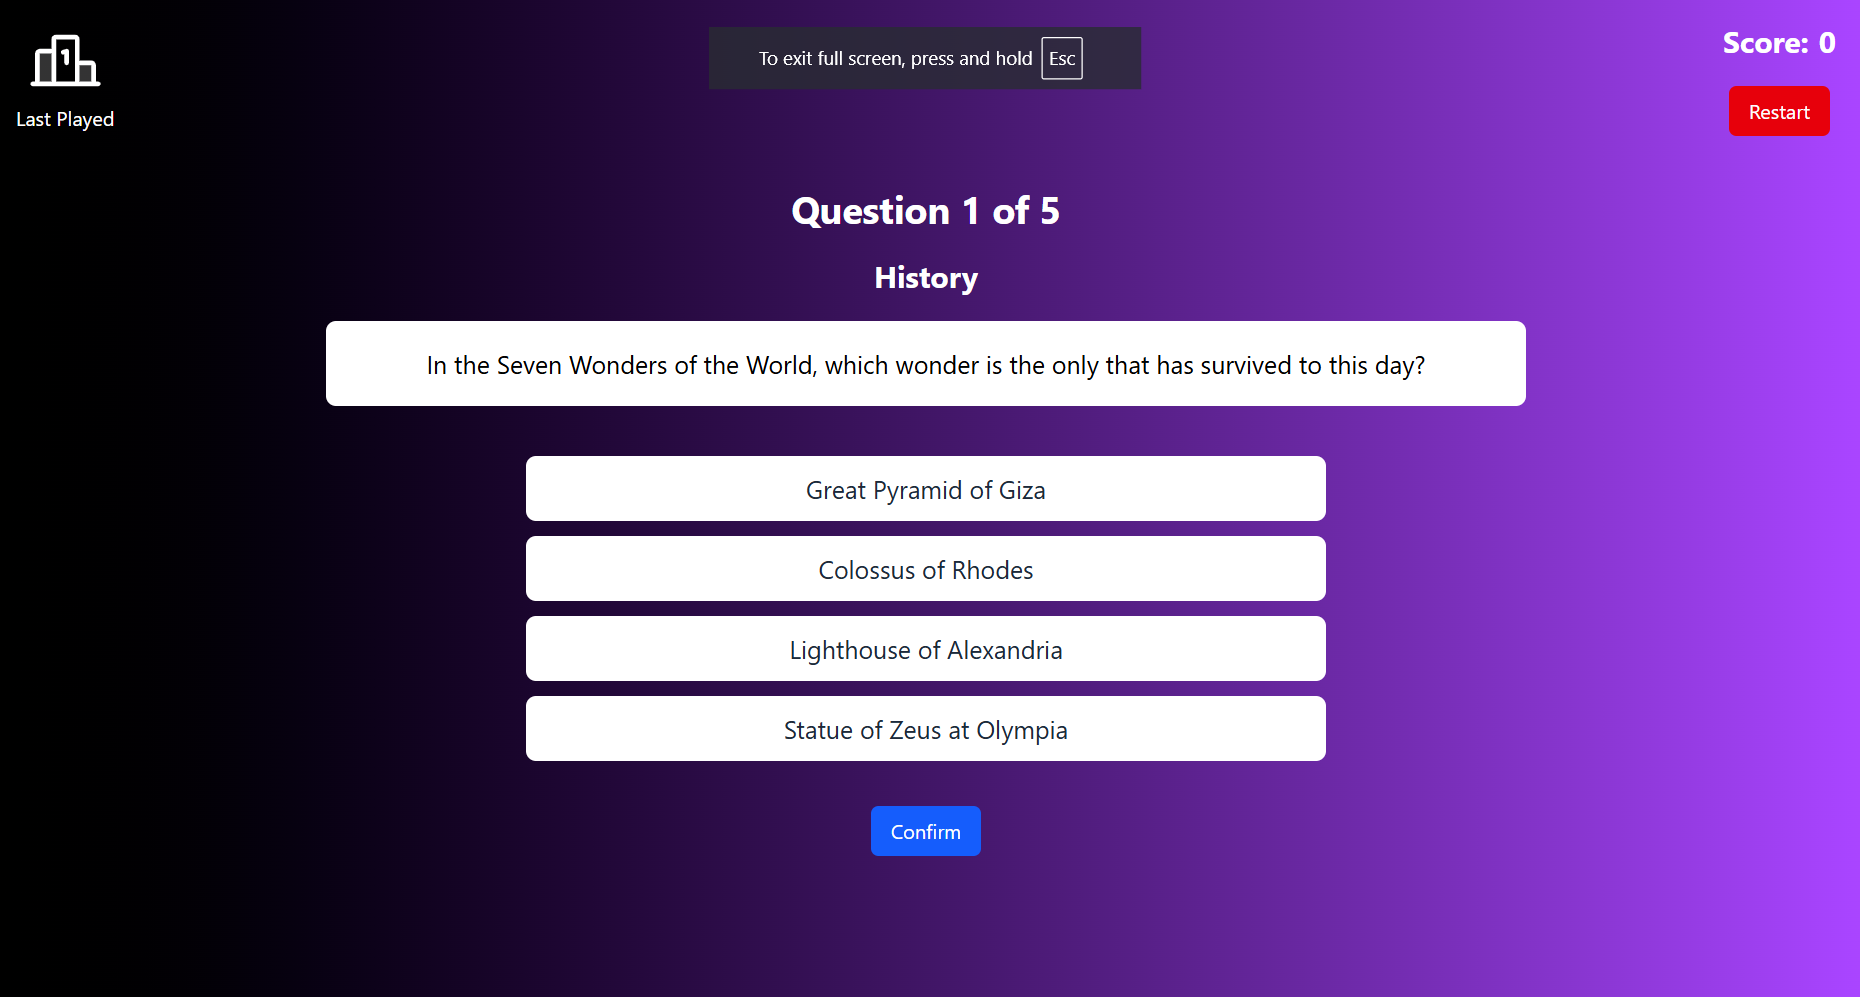 1
Last Played
To exit full screen, press and hold Esc
Score: 0
Restart
Question 1 of 5
History
In the Seven Wonders of the World, which wonder is the only that has survived to this day?
Great Pyramid of Giza
Colossus of Rhodes
Lighthouse of Alexandria
Statue of Zeus at Olympia
Confirm